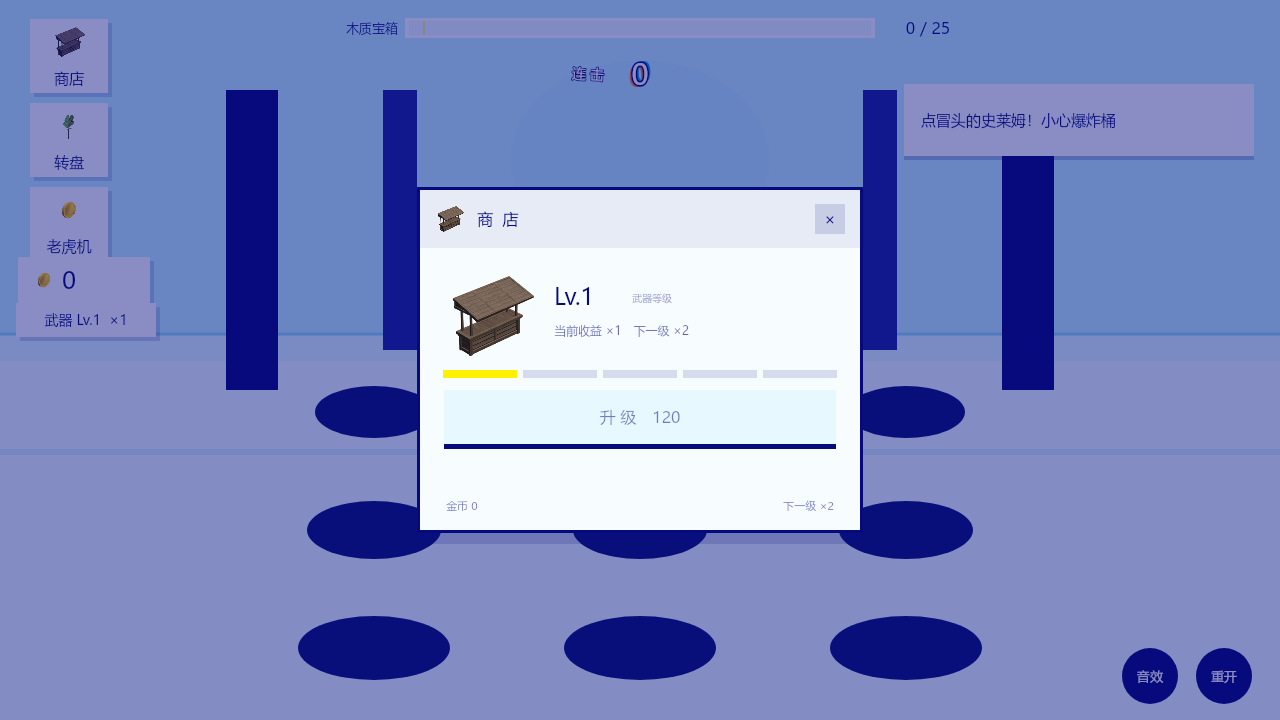 木质宝箱
0 / 25
连击 0
商店
转盘
老虎机
0
武器 Lv.1 ×1
点冒头的史莱姆！小心爆炸桶
商 店
×
Lv.1
武器等级
当前收益 ×1 下一级 ×2
升 级 120
金币 0
下一级 ×2
音效
重开